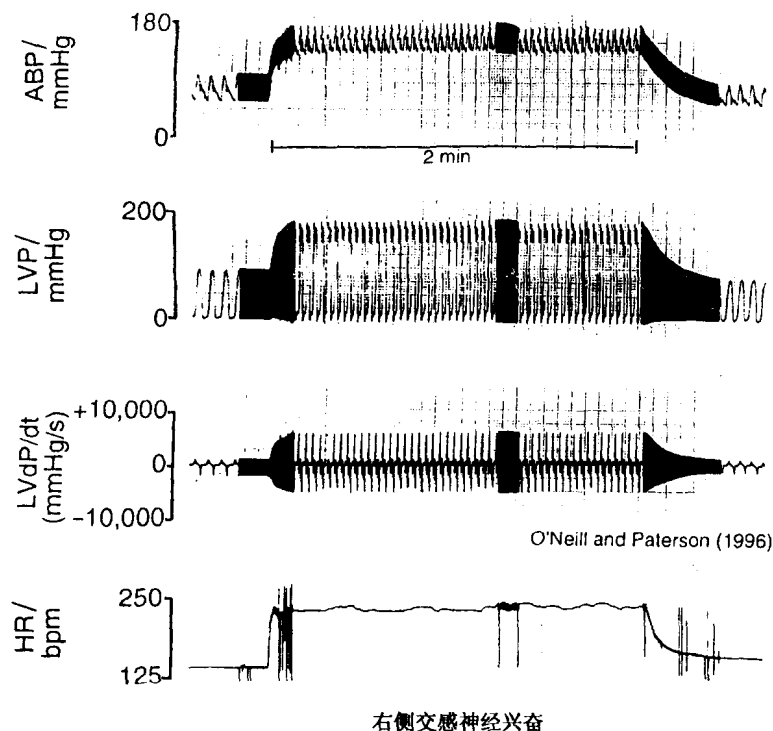 180
ABP/
mmHg
0
2 min
200
LVP/
mmHg
0
+10,000
LVdP/dt
(mmHg/s)
0
-10,000
O'Neill and Paterson (1996)
250
HR/
bpm
125
右侧交感神经兴奋